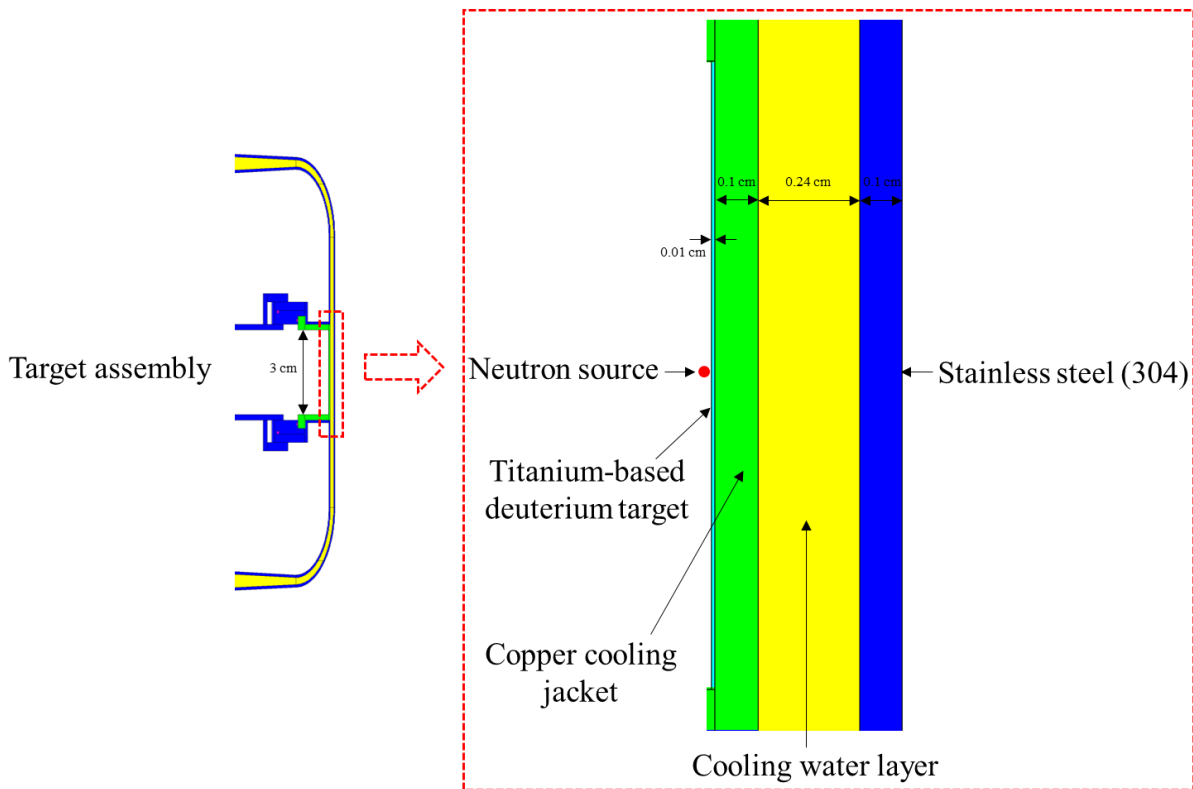 0.1 cm
0.24 cm
0.1 cm
0.01 cm
Target assembly
3 cm
Neutron source
Stainless steel (304)
Titanium-based
deuterium target
Copper cooling
jacket
Cooling water layer